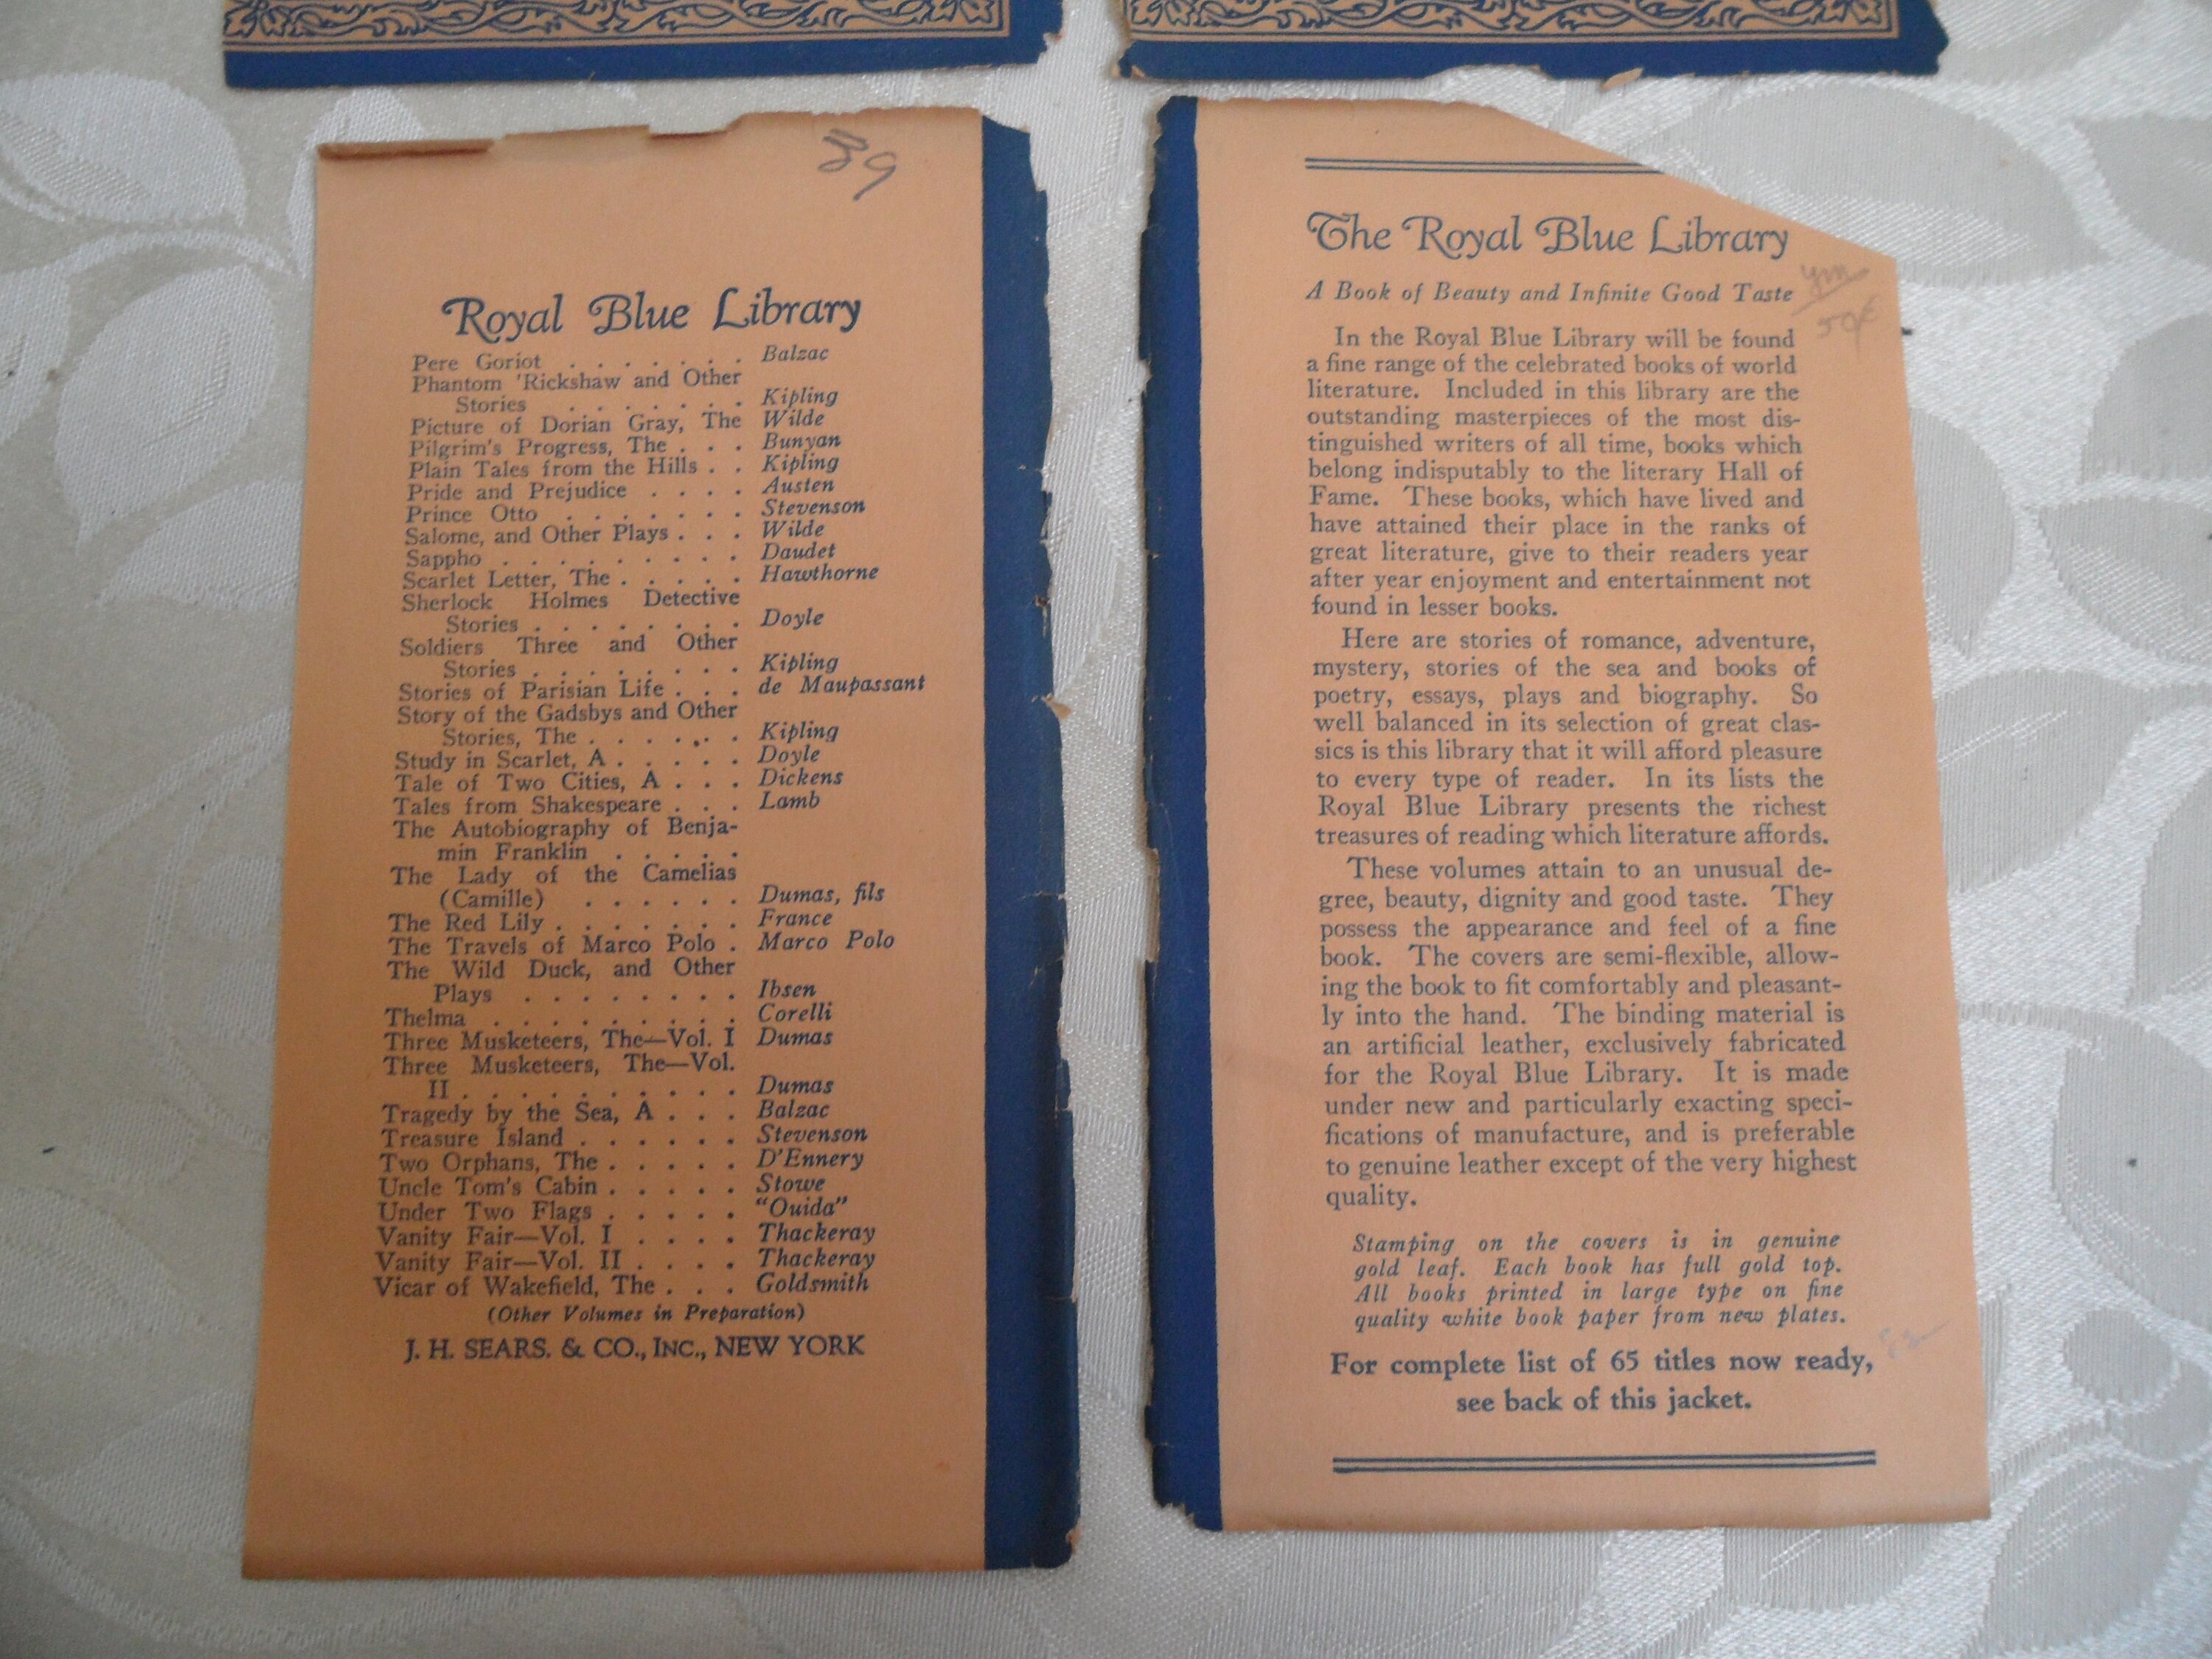 39
Royal Blue Library
Pere Goriot . . . . . . . Balzac
Phantom 'Rickshaw and Other
Stories . . . . . . . Kipling
Picture of Dorian Gray, The Wilde
Pilgrim's Progress, The . . . Bunyan
Plain Tales from the Hills . . Kipling
Pride and Prejudice . . . . Austen
Prince Otto . . . . . . . Stevenson
Salome, and Other Plays . . . Wilde
Sappho . . . . . . . . . Daudet
Scarlet Letter, The . . . . . Hawthorne
Sherlock Holmes Detective
Stories . . . . . . . . Doyle
Soldiers Three and Other
Stories . . . . . . . . Kipling
Stories of Parisian Life . . . de Maupassant
Story of the Gadsbys and Other
Stories, The . . . . . . Kipling
Study in Scarlet, A . . . . . Doyle
Tale of Two Cities, A . . . Dickens
Tales from Shakespeare . . . Lamb
The Autobiography of Benja-
min Franklin . . . . .
The Lady of the Camelias
(Camille) . . . . . . Dumas, fils
The Red Lily . . . . . . . France
The Travels of Marco Polo . Marco Polo
The Wild Duck, and Other
Plays . . . . . . . . Ibsen
Thelma . . . . . . . . . Corelli
Three Musketeers, The—Vol. I Dumas
Three Musketeers, The—Vol.
II . . . . . . . . . . Dumas
Tragedy by the Sea, A . . . Balzac
Treasure Island . . . . . . Stevenson
Two Orphans, The . . . . . D'Ennery
Uncle Tom's Cabin . . . . . Stowe
Under Two Flags . . . . . "Ouida"
Vanity Fair—Vol. I . . . . Thackeray
Vanity Fair—Vol. II . . . . Thackeray
Vicar of Wakefield, The . . . Goldsmith
(Other Volumes in Preparation)
J. H. SEARS. & CO., INC., NEW YORK
The Royal Blue Library
A Book of Beauty and Infinite Good Taste
50¢
In the Royal Blue Library will be found
a fine range of the celebrated books of world
literature. Included in this library are the
outstanding masterpieces of the most dis-
tinguished writers of all time, books which
belong indisputably to the literary Hall of
Fame. These books, which have lived and
have attained their place in the ranks of
great literature, give to their readers year
after year enjoyment and entertainment not
found in lesser books.
Here are stories of romance, adventure,
mystery, stories of the sea and books of
poetry, essays, plays and biography. So
well balanced in its selection of great clas-
sics is this library that it will afford pleasure
to every type of reader. In its lists the
Royal Blue Library presents the richest
treasures of reading which literature affords.
These volumes attain to an unusual de-
gree, beauty, dignity and good taste. They
possess the appearance and feel of a fine
book. The covers are semi-flexible, allow-
ing the book to fit comfortably and pleasant-
ly into the hand. The binding material is
an artificial leather, exclusively fabricated
for the Royal Blue Library. It is made
under new and particularly exacting speci-
fications of manufacture, and is preferable
to genuine leather except of the very highest
quality.
Stamping on the covers is in genuine
gold leaf. Each book has full gold top.
All books printed in large type on fine
quality white book paper from new plates.
For complete list of 65 titles now ready,
see back of this jacket.